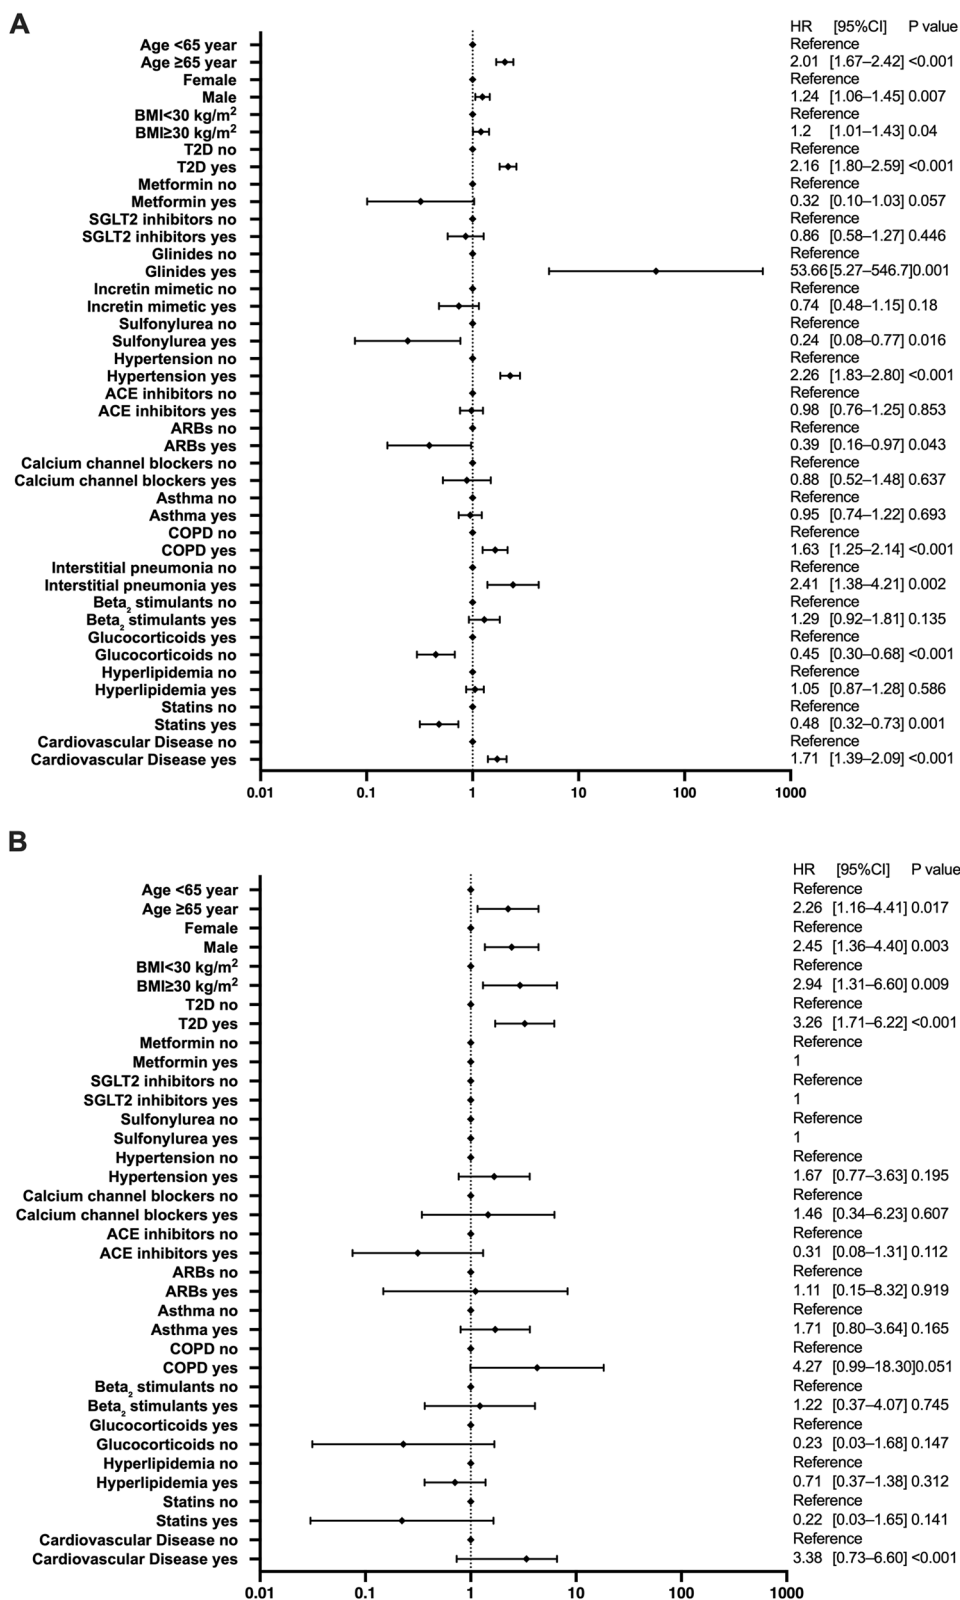 A
HR [95%CI] P value
Age <65 year Reference
Age ≥65 year 2.01 [1.67–2.42] <0.001
Female Reference
Male 1.24 [1.06–1.45] 0.007
BMI<30 kg/m2 Reference
BMI≥30 kg/m2 1.2 [1.01–1.43] 0.04
T2D no Reference
T2D yes 2.16 [1.80–2.59] <0.001
Metformin no Reference
Metformin yes 0.32 [0.10–1.03] 0.057
SGLT2 inhibitors no Reference
SGLT2 inhibitors yes 0.86 [0.58–1.27] 0.446
Glinides no Reference
Glinides yes 53.66 [5.27–546.7] 0.001
Incretin mimetic no Reference
Incretin mimetic yes 0.74 [0.48–1.15] 0.18
Sulfonylurea no Reference
Sulfonylurea yes 0.24 [0.08–0.77] 0.016
Hypertension no Reference
Hypertension yes 2.26 [1.83–2.80] <0.001
ACE inhibitors no Reference
ACE inhibitors yes 0.98 [0.76–1.25] 0.853
ARBs no Reference
ARBs yes 0.39 [0.16–0.97] 0.043
Calcium channel blockers no Reference
Calcium channel blockers yes 0.88 [0.52–1.48] 0.637
Asthma no Reference
Asthma yes 0.95 [0.74–1.22] 0.693
COPD no Reference
COPD yes 1.63 [1.25–2.14] <0.001
Interstitial pneumonia no Reference
Interstitial pneumonia yes 2.41 [1.38–4.21] 0.002
Beta2 stimulants no Reference
Beta2 stimulants yes 1.29 [0.92–1.81] 0.135
Glucocorticoids yes Reference
Glucocorticoids no 0.45 [0.30–0.68] <0.001
Hyperlipidemia no Reference
Hyperlipidemia yes 1.05 [0.87–1.28] 0.586
Statins no Reference
Statins yes 0.48 [0.32–0.73] 0.001
Cardiovascular Disease no Reference
Cardiovascular Disease yes 1.71 [1.39–2.09] <0.001
0.01 0.1 1 10 100 1000
B
HR [95%CI] P value
Age <65 year Reference
Age ≥65 year 2.26 [1.16–4.41] 0.017
Female Reference
Male 2.45 [1.36–4.40] 0.003
BMI<30 kg/m2 Reference
BMI≥30 kg/m2 2.94 [1.31–6.60] 0.009
T2D no Reference
T2D yes 3.26 [1.71–6.22] <0.001
Metformin no Reference
Metformin yes 1
SGLT2 inhibitors no Reference
SGLT2 inhibitors yes 1
Sulfonylurea no Reference
Sulfonylurea yes 1
Hypertension no Reference
Hypertension yes 1.67 [0.77–3.63] 0.195
Calcium channel blockers no Reference
Calcium channel blockers yes 1.46 [0.34–6.23] 0.607
ACE inhibitors no Reference
ACE inhibitors yes 0.31 [0.08–1.31] 0.112
ARBs no Reference
ARBs yes 1.11 [0.15–8.32] 0.919
Asthma no Reference
Asthma yes 1.71 [0.80–3.64] 0.165
COPD no Reference
COPD yes 4.27 [0.99–18.30] 0.051
Beta2 stimulants no Reference
Beta2 stimulants yes 1.22 [0.37–4.07] 0.745
Glucocorticoids yes Reference
Glucocorticoids no 0.23 [0.03–1.68] 0.147
Hyperlipidemia no Reference
Hyperlipidemia yes 0.71 [0.37–1.38] 0.312
Statins no Reference
Statins yes 0.22 [0.03–1.65] 0.141
Cardiovascular Disease no Reference
Cardiovascular Disease yes 3.38 [0.73–6.60] <0.001
0.01 0.1 1 10 100 1000